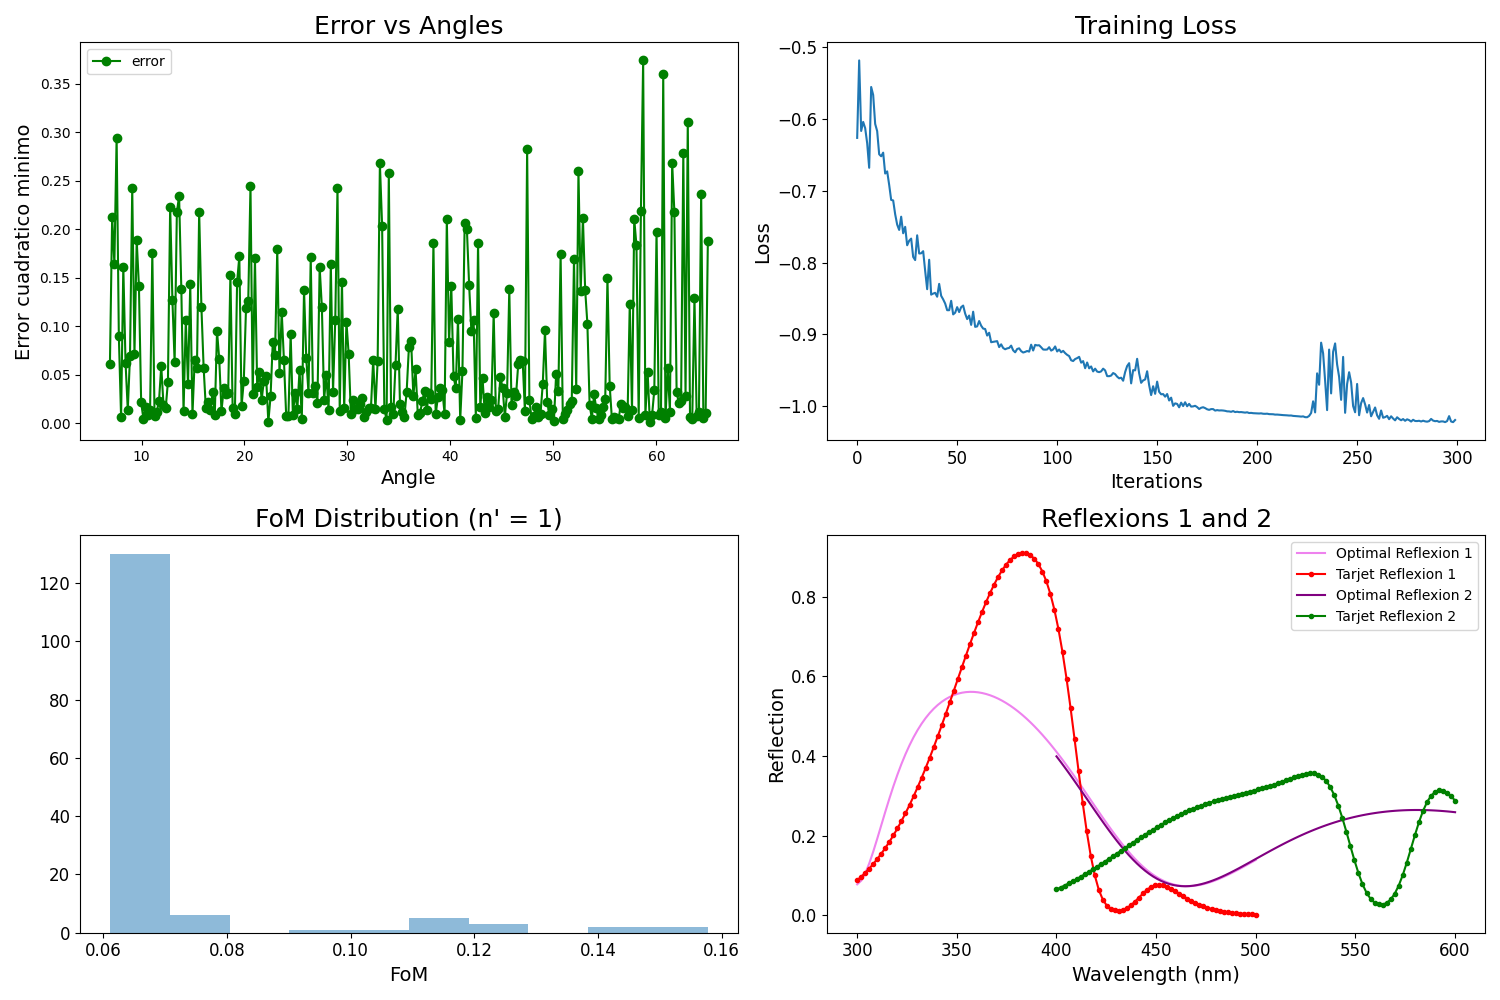 Error vs Angles
error
Error cuadratico minimo
0.35
0.30
0.25
0.20
0.15
0.10
0.05
0.00
10 20 30 40 50 60
Angle
Training Loss
Loss
−0.5
−0.6
−0.7
−0.8
−0.9
−1.0
0 50 100 150 200 250 300
Iterations
FoM Distribution (n' = 1)
120
100
80
60
40
20
0
0.06 0.08 0.10 0.12 0.14 0.16
FoM
Reflexions 1 and 2
Optimal Reflexion 1
Tarjet Reflexion 1
Optimal Reflexion 2
Tarjet Reflexion 2
Reflection
0.8
0.6
0.4
0.2
0.0
300 350 400 450 500 550 600
Wavelength (nm)